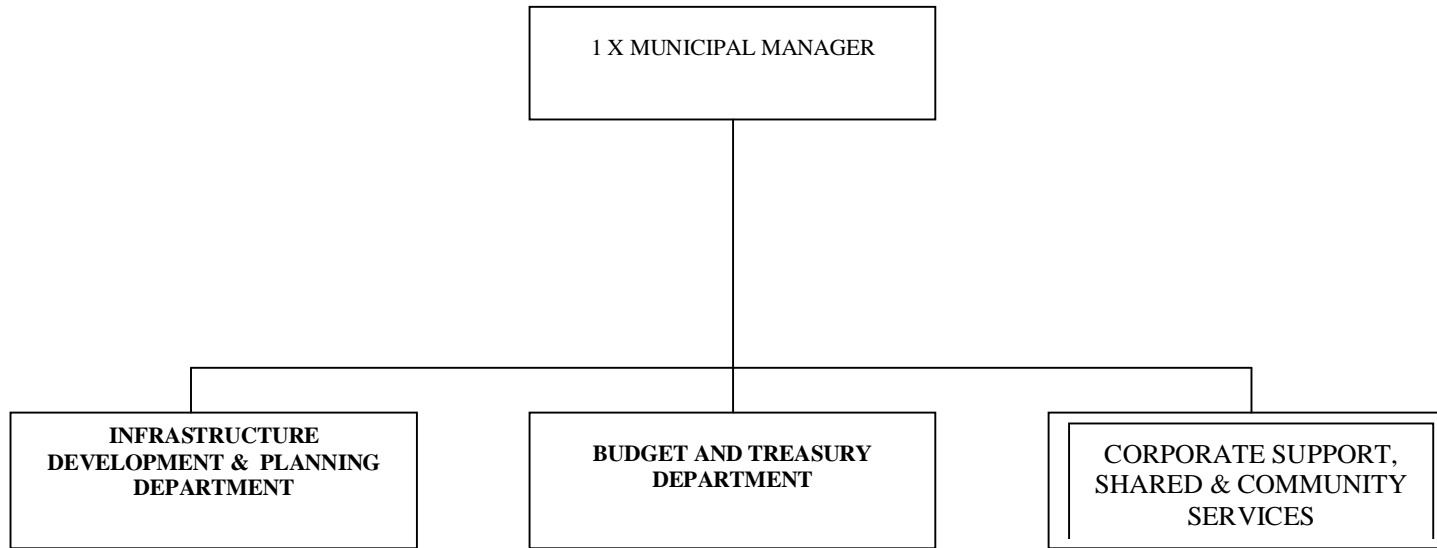 1 X MUNICIPAL MANAGER
INFRASTRUCTURE
DEVELOPMENT & PLANNING
DEPARTMENT
BUDGET AND TREASURY
DEPARTMENT
CORPORATE SUPPORT,
SHARED & COMMUNITY
SERVICES